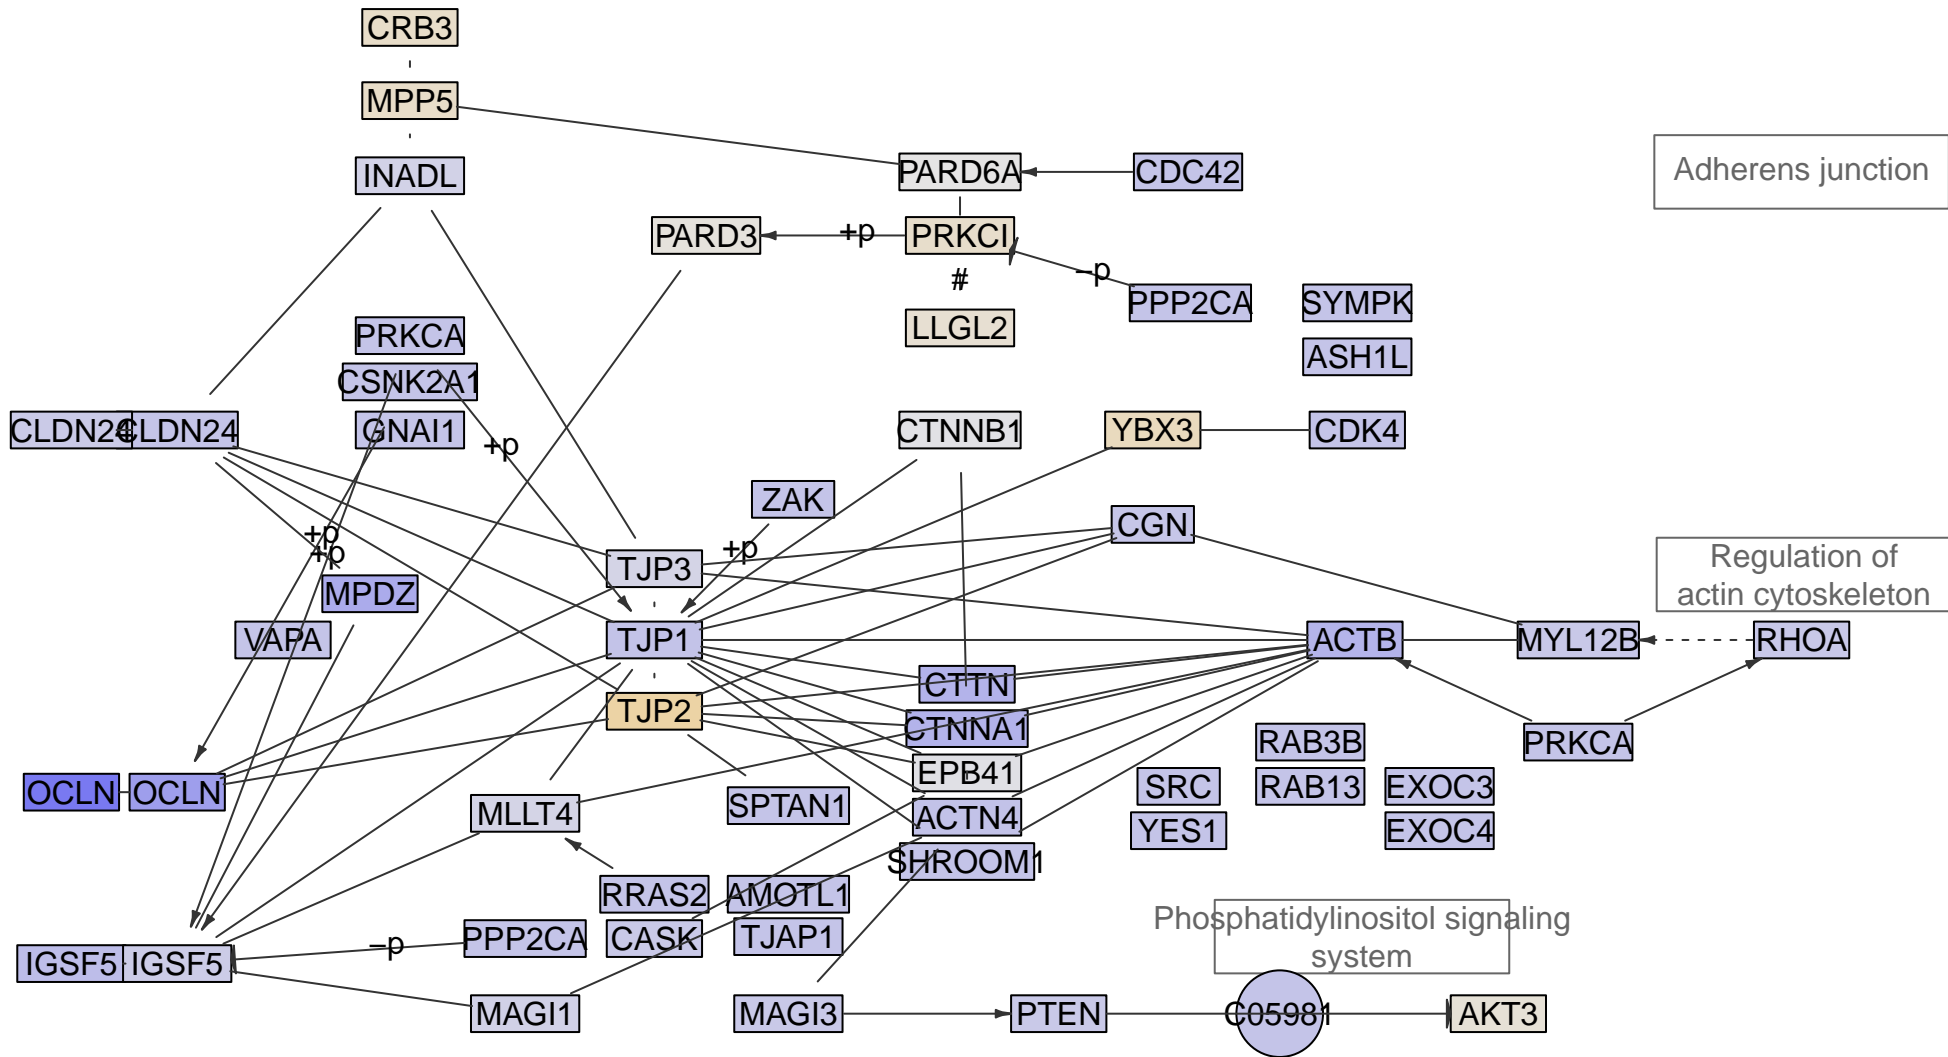 CRB3
MPP5
INADL
PARD6A
CDC42
Adherens junction
PARD3
+p
PRKCI
–p
#
PPP2CA
SYMPK
LLGL2
PRKCA
ASH1L
CSNK2A1
CLDN24
CLDN24
GNAI1
+p
CTNNB1
YBX3
CDK4
ZAK
CGN
+p
+p
+p
TJP3
Regulation of
actin cytoskeleton
MPDZ
VAPA
TJP1
ACTB
MYL12B
RHOA
CTTN
TJP2
CTNNA1
RAB3B
PRKCA
EPB41
OCLN
OCLN
SRC
RAB13
EXOC3
MLLT4
SPTAN1
ACTN4
YES1
EXOC4
SHROOM1
RRAS2
AMOTL1
Phosphatidylinositol signaling
system
–p
PPP2CA
CASK
TJAP1
IGSF5
IGSF5
MAGI1
MAGI3
PTEN
C05981
AKT3